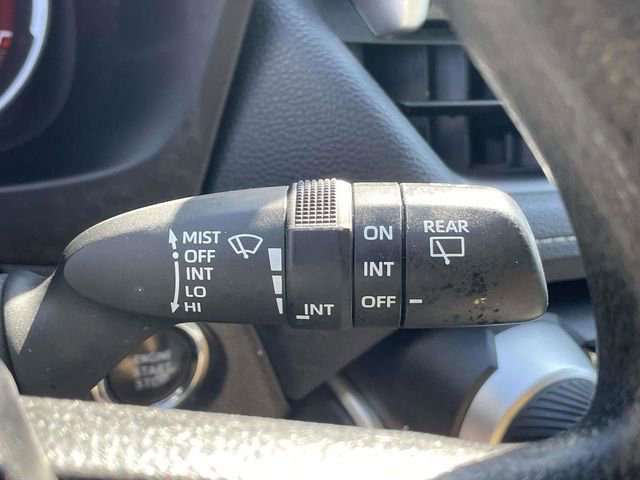 MIST
OFF
INT
LO
HI
INT
ON
INT
OFF
REAR
ENGINE
START
STOP